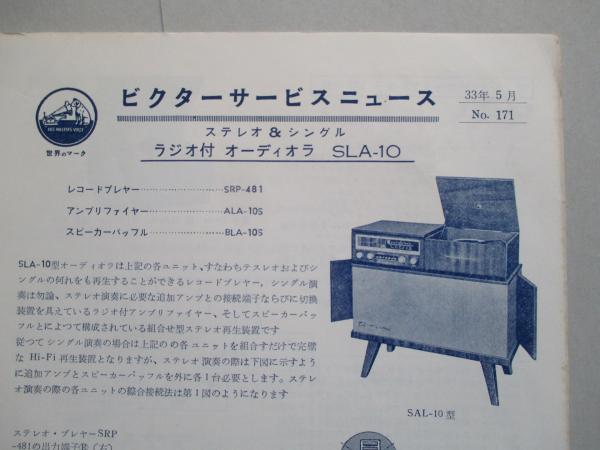 HIS MASTER'S VOICE
世界のマーク
ビクターサービスニュース
33年5月
No. 171
ステレオ & シングル
ラジオ付 オーディオラ SLA-10
レコードプレヤー……………………SRP-481
アンプリファイヤー…………………ALA-10S
スピーカーバッフル…………………BLA-10S
SLA-10型オーディオラは上記の各ユニット、すなわちテスレオおよびシ
ングルの何れをも再生することができるレコードプレヤー，シングル演
奏は勿論、ステレオ演奏に必要な追加アンプとの接続端子ならびに切換
装置を具えているラジオ付アンプリファイヤー、そしてスピーカーバッ
フルとによつて構成されている組合せ型ステレオ再生装置です
従つて シングル演奏の場合は上記の の各 ユニットを組合すだけで完璧
な Hi-Fi 再生装置となりますが、ステレオ 演奏の際は下図に示すよう
に追加アンプとスピーカーバッフルを外に各1台必要とします。ステレ
オ演奏の際の各ユニットの綜合接続法は第1図のようになります
SAL-10 型
ステレオ・プレヤーSRP
-481の出力端子R（右）